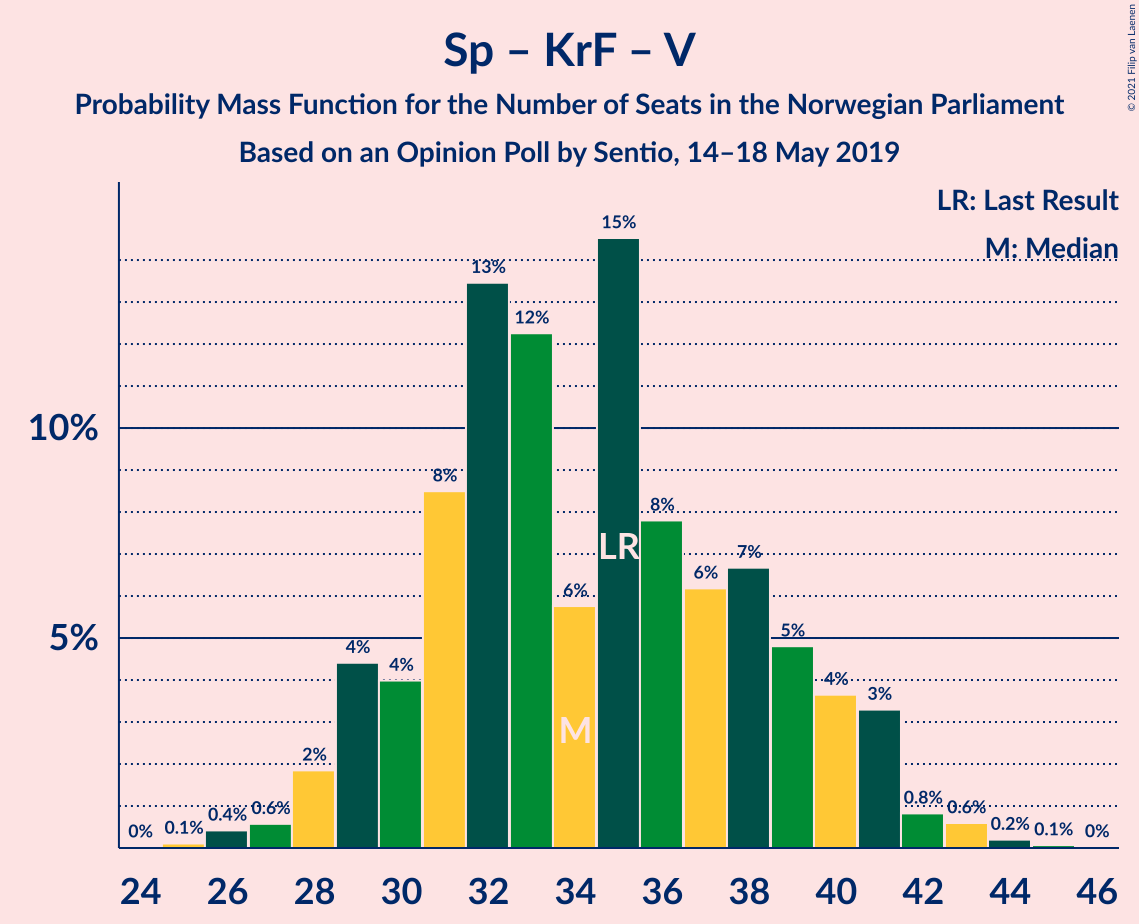 Sp – KrF – V
Probability Mass Function for the Number of Seats in the Norwegian Parliament
Based on an Opinion Poll by Sentio, 14–18 May 2019
© 2021 Filip van Laenen
LR: Last Result
M: Median
10%
5%
0%
0.1%
0.4%
0.6%
2%
4%
4%
8%
13%
12%
6%
15%
8%
6%
7%
5%
4%
3%
0.8%
0.6%
0.2%
0.1%
0%
LR
M
24 26 28 30 32 34 36 38 40 42 44 46